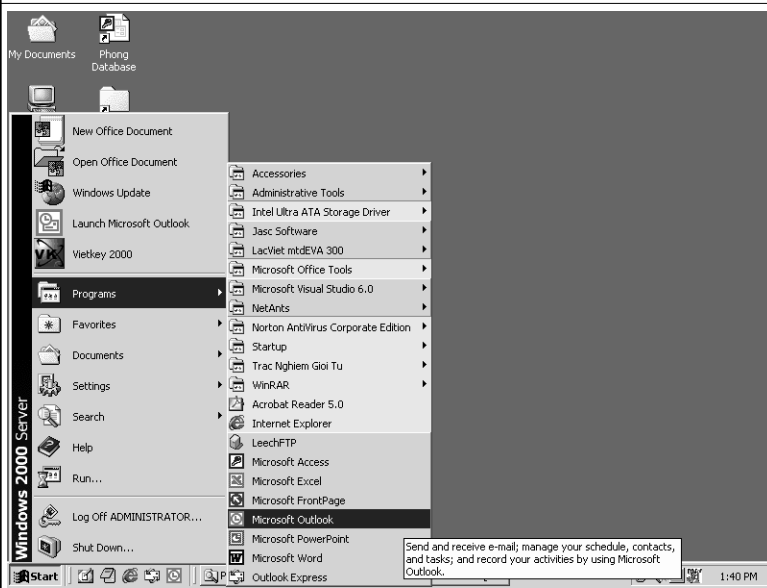 My Documents
Phong
Database
New Office Document
Open Office Document
Windows Update
Launch Microsoft Outlook
Vietkey 2000
Programs
Favorites
Documents
Settings
Search
Help
Run...
Log Off ADMINISTRATOR...
Shut Down...
Windows 2000 Server
Accessories
Administrative Tools
Intel Ultra ATA Storage Driver
Jasc Software
LacViet mtdEVA 300
Microsoft Office Tools
Microsoft Visual Studio 6.0
NetAnts
Norton AntiVirus Corporate Edition
Startup
Trac Nghiem Gioi Tu
WinRAR
Acrobat Reader 5.0
Internet Explorer
LeechFTP
Microsoft Access
Microsoft Excel
Microsoft FrontPage
Microsoft Outlook
Microsoft PowerPoint
Microsoft Word
Outlook Express
Send and receive e-mail; manage your schedule, contacts,
and tasks; and record your activities by using Microsoft
Outlook.
Start
1:40 PM